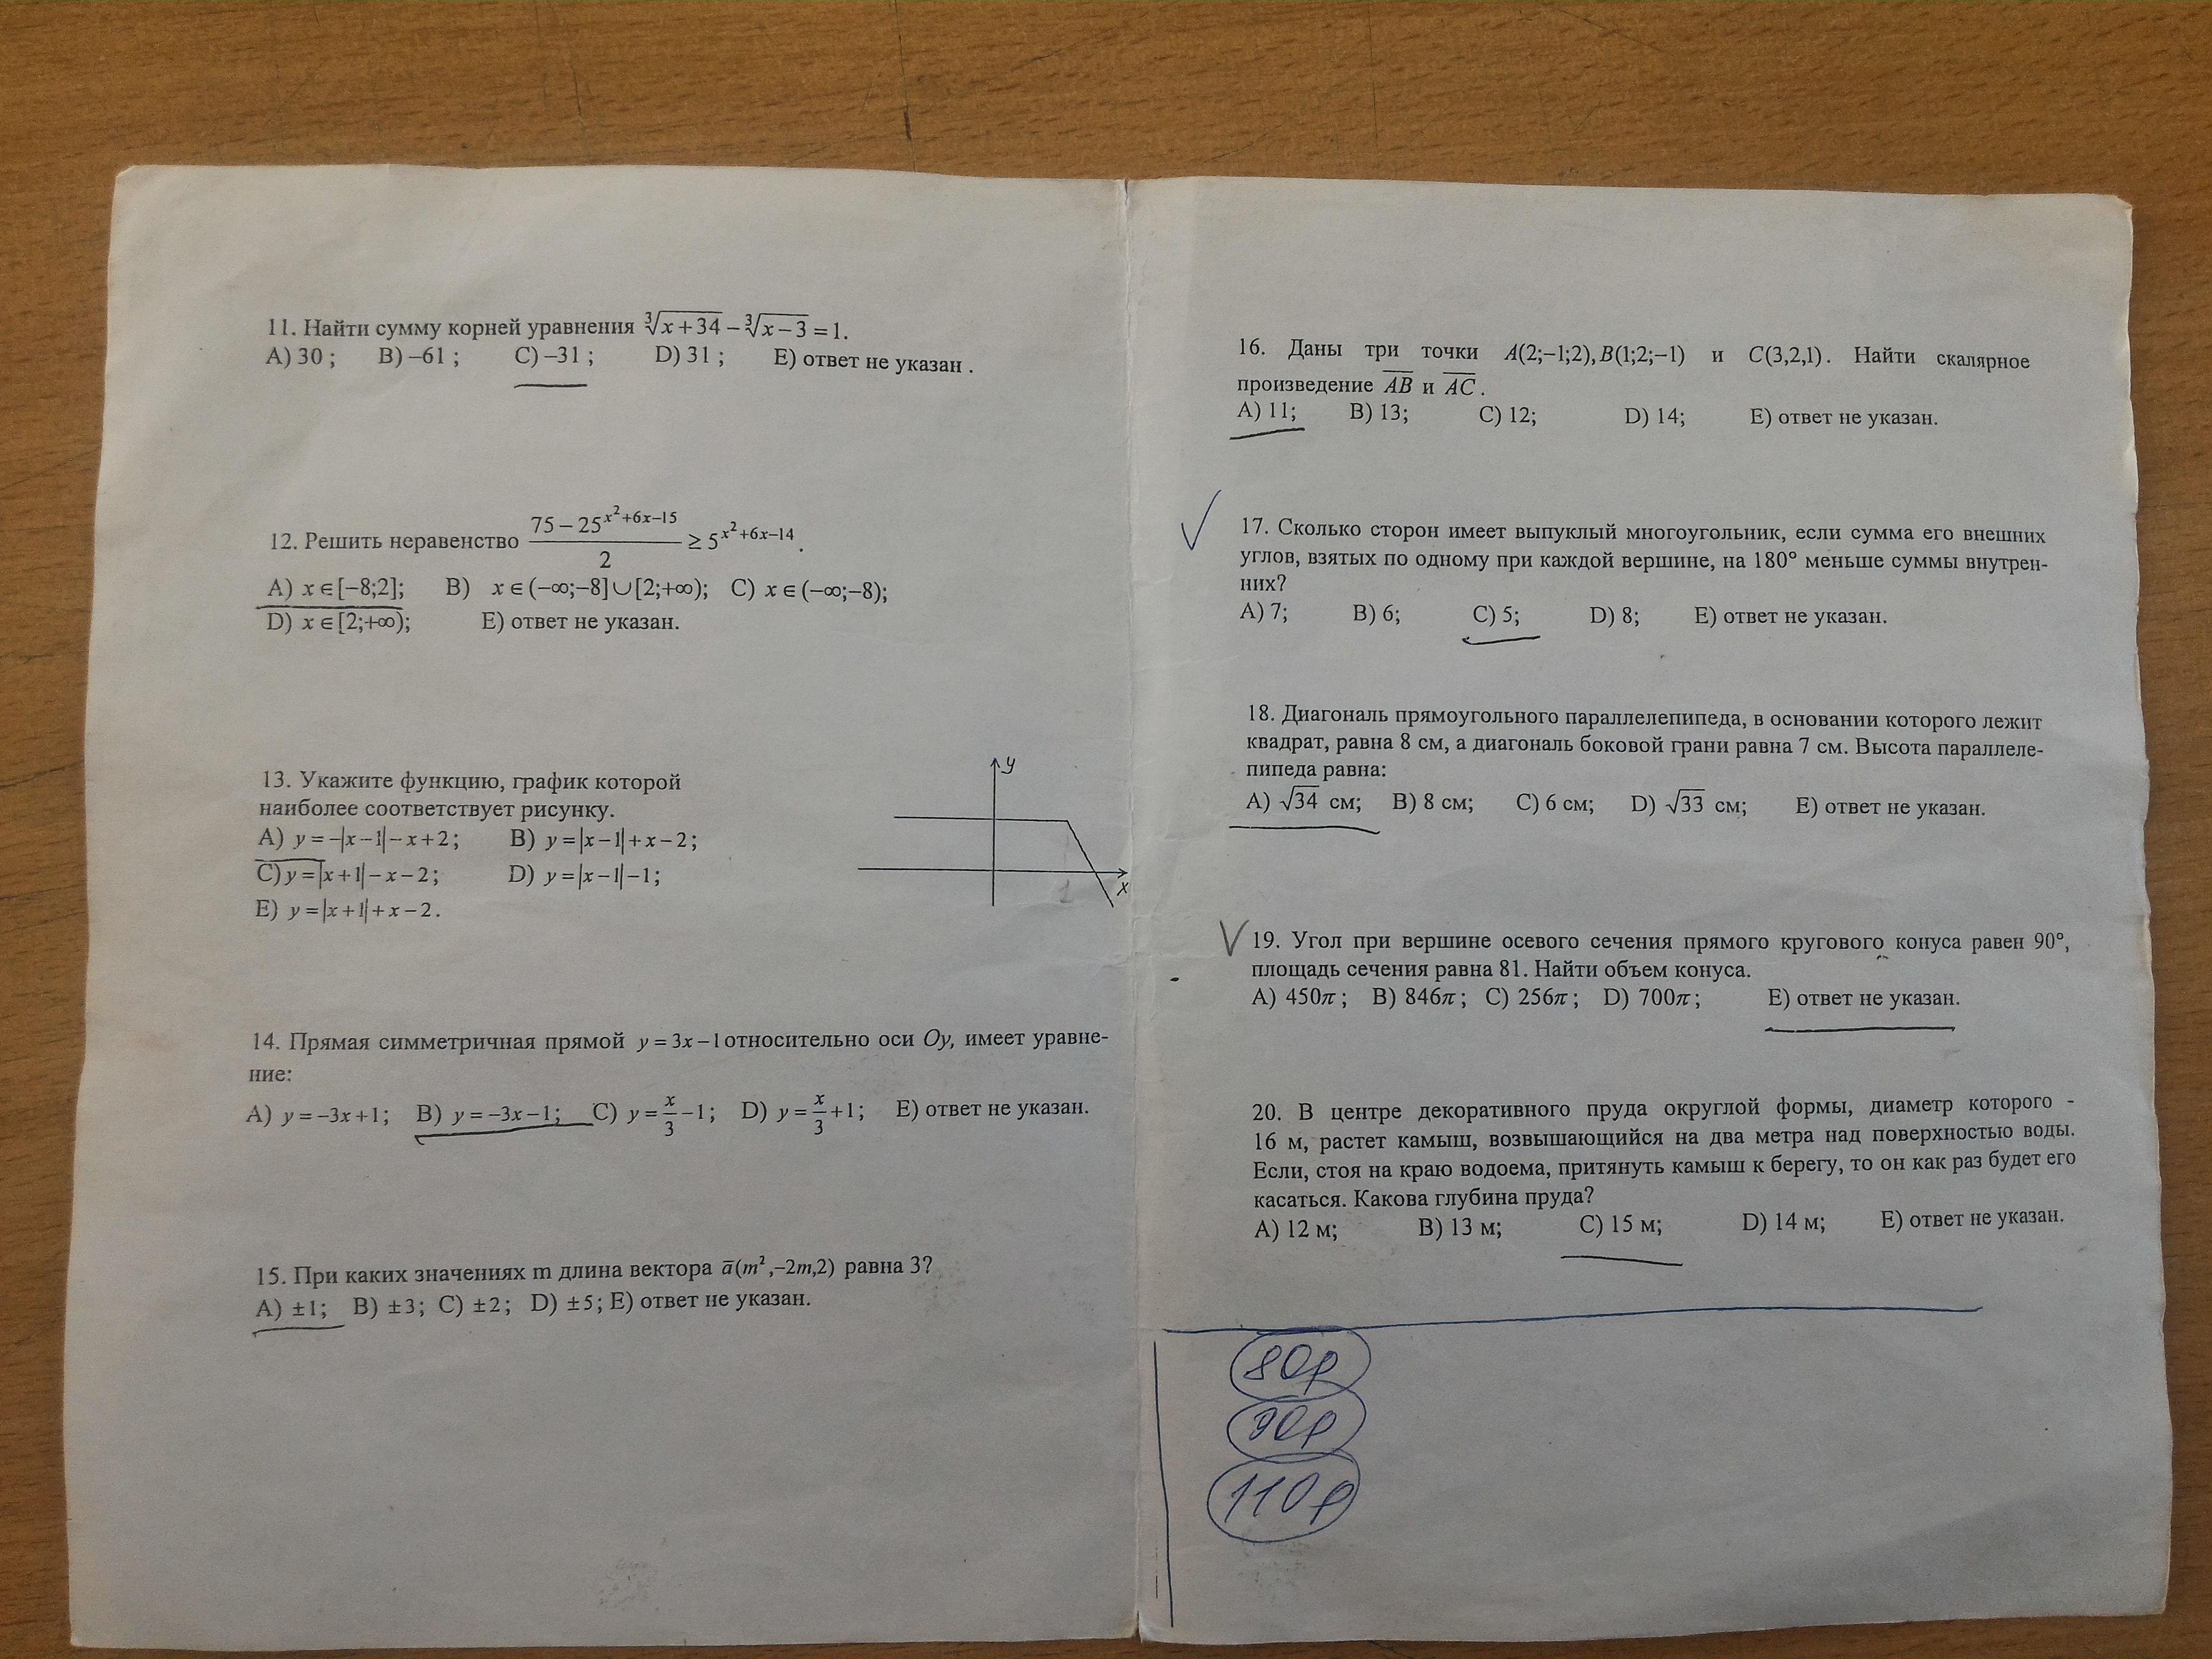 11. Найти сумму корней уравнения ∛(x+34) − ∛(x−3) = 1.
A) 30 ; B) –61 ; C) –31 ; D) 31 ; E) ответ не указан .
12. Решить неравенство (75 − 25^(x²+6x−15))/2 ≥ 5^(x²+6x−14).
A) x ∈ [−8;2]; B) x ∈ (−∞;−8] ∪ [2;+∞); C) x ∈ (−∞;−8);
D) x ∈ [2;+∞); E) ответ не указан.
13. Укажите функцию, график которой
наиболее соответствует рисунку.
A) y = −|x−1| − x + 2; B) y = |x−1| + x − 2;
C) y = |x+1| − x − 2; D) y = |x−1| − 1;
E) y = |x+1| + x − 2.
y
x
1
14. Прямая симметричная прямой y = 3x − 1 относительно оси Oy, имеет уравне-
ние:
A) y = −3x + 1; B) y = −3x − 1; C) y = x/3 − 1; D) y = x/3 + 1; E) ответ не указан.
15. При каких значениях m длина вектора a̅(m²,−2m,2) равна 3?
A) ±1; B) ±3; C) ±2; D) ±5; E) ответ не указан.
16. Даны три точки A(2;−1;2), B(1;2;−1) и C(3,2,1). Найти скалярное
произведение A̅B̅ и A̅C̅.
A) 11; B) 13; C) 12; D) 14; E) ответ не указан.
17. Сколько сторон имеет выпуклый многоугольник, если сумма его внешних
углов, взятых по одному при каждой вершине, на 180° меньше суммы внутрен-
них?
A) 7; B) 6; C) 5; D) 8; E) ответ не указан.
18. Диагональ прямоугольного параллелепипеда, в основании которого лежит
квадрат, равна 8 см, а диагональ боковой грани равна 7 см. Высота параллеле-
пипеда равна:
A) √34 см; B) 8 см; C) 6 см; D) √33 см; E) ответ не указан.
19. Угол при вершине осевого сечения прямого кругового конуса равен 90°,
площадь сечения равна 81. Найти объем конуса.
A) 450π ; B) 846π ; C) 256π ; D) 700π ; E) ответ не указан.
20. В центре декоративного пруда округлой формы, диаметр которого -
16 м, растет камыш, возвышающийся на два метра над поверхностью воды.
Если, стоя на краю водоема, притянуть камыш к берегу, то он как раз будет его
касаться. Какова глубина пруда?
A) 12 м; B) 13 м; C) 15 м; D) 14 м; E) ответ не указан.
80р
90р
110р